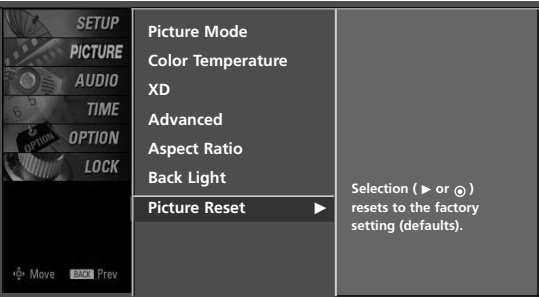 SETUP
PICTURE
AUDIO
TIME
OPTION
LOCK
Move BACK Prev
Picture Mode
Color Temperature
XD
Advanced
Aspect Ratio
Back Light
Picture Reset ▶
Selection ( ▶ or ◉ )
resets to the factory
setting (defaults).